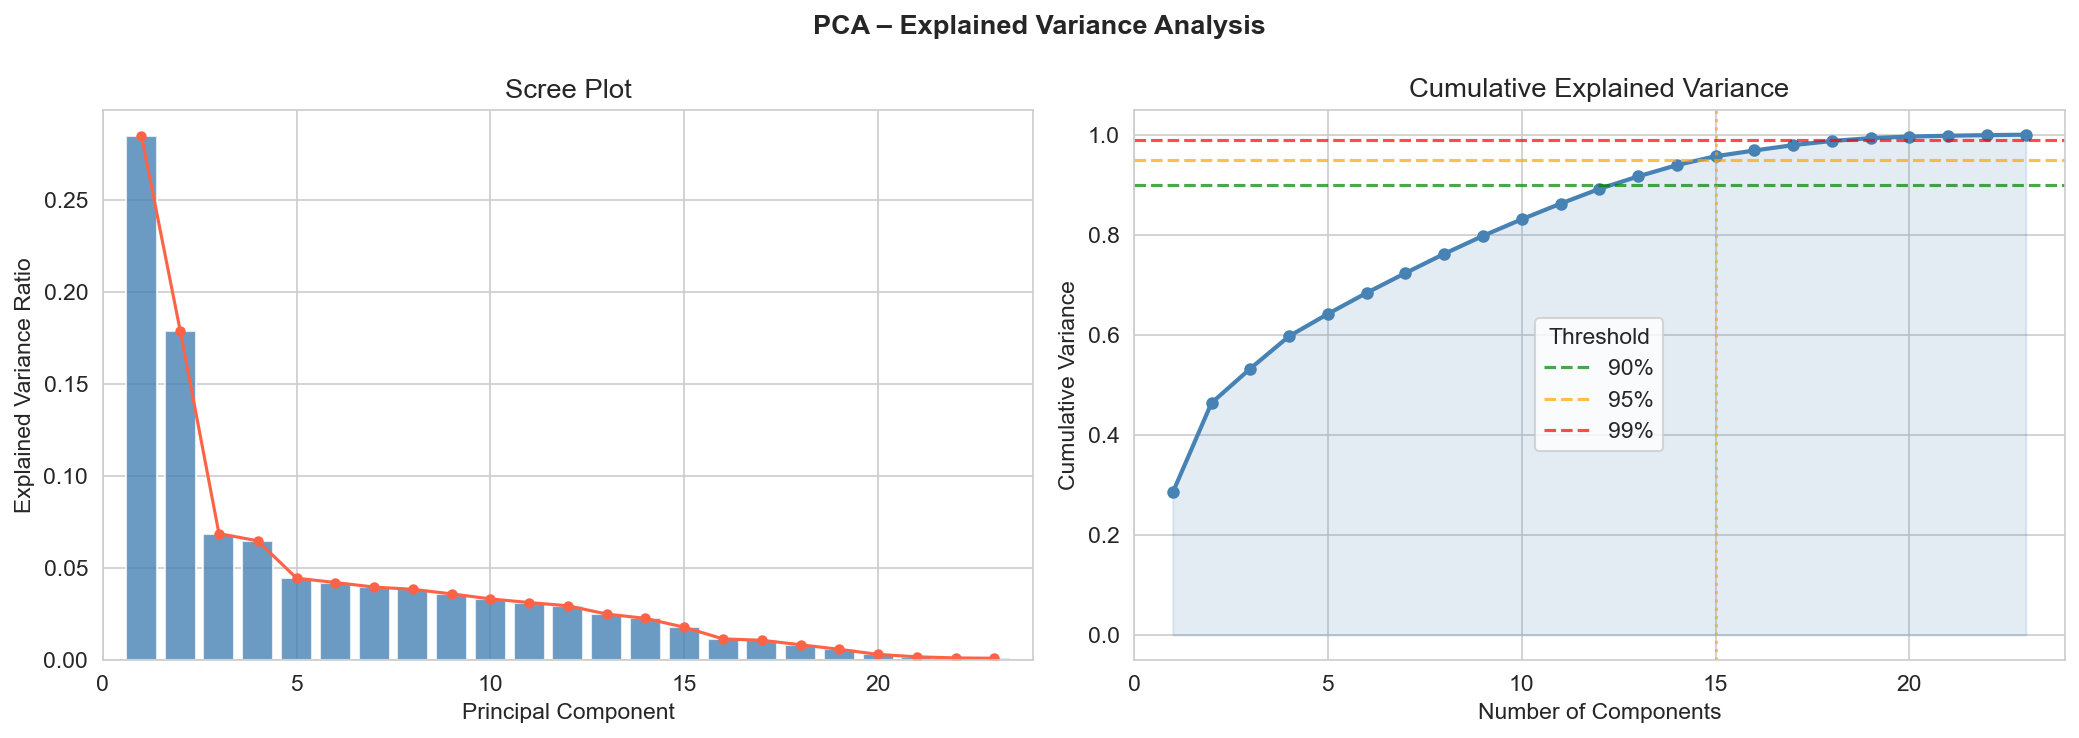 PCA – Explained Variance Analysis
Scree Plot
Explained Variance Ratio
0.25
0.20
0.15
0.10
0.05
0.00
0 5 10 15 20
Principal Component
Cumulative Explained Variance
Cumulative Variance
1.0
0.8
0.6
0.4
0.2
0.0
Threshold
90%
95%
99%
0 5 10 15 20
Number of Components